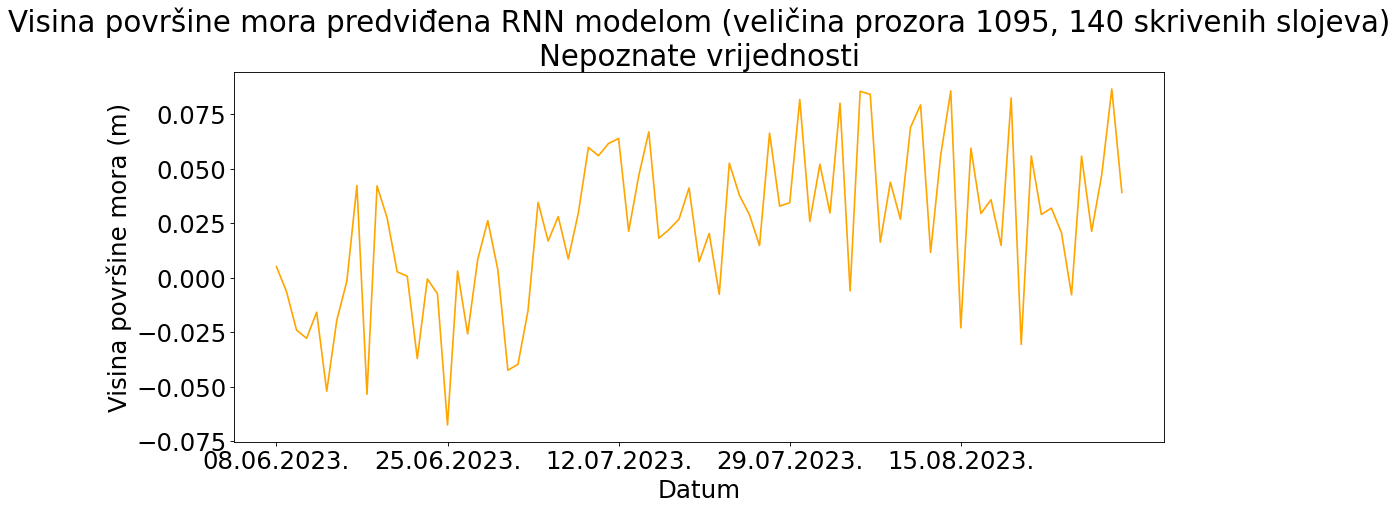 Visina površine mora predviđena RNN modelom (veličina prozora 1095, 140 skrivenih slojeva)
Nepoznate vrijednosti
Visina površine mora (m)
0.075
0.050
0.025
0.000
−0.025
−0.050
−0.075
08.06.2023. 25.06.2023. 12.07.2023. 29.07.2023. 15.08.2023.
Datum